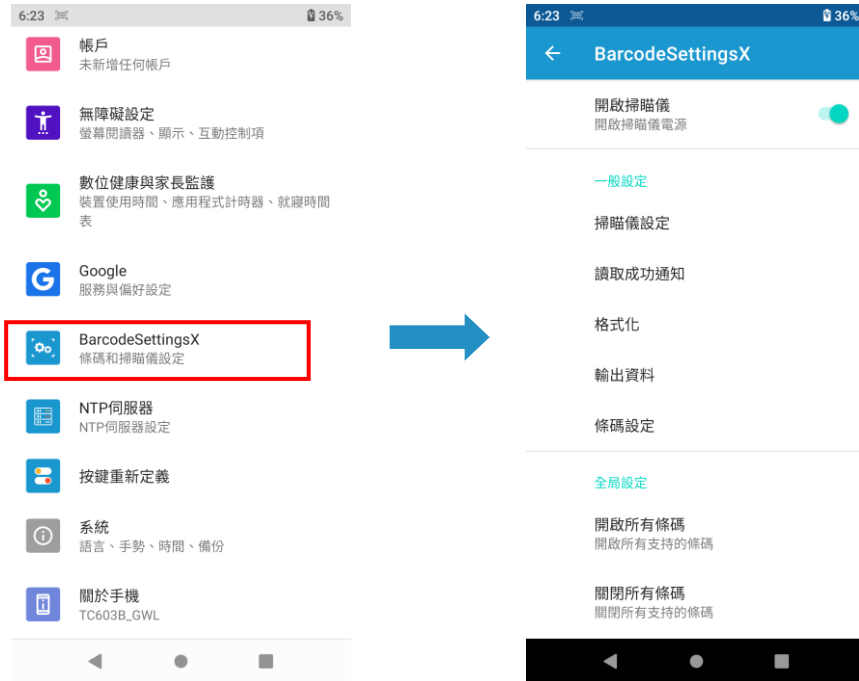 6:23
36%
帳戶
未新增任何帳戶
無障礙設定
螢幕閱讀器、顯示、互動控制項
數位健康與家長監護
裝置使用時間、應用程式計時器、就寢時間
表
Google
服務與偏好設定
BarcodeSettingsX
條碼和掃瞄儀設定
NTP伺服器
NTP伺服器設定
按鍵重新定義
系統
語言、手勢、時間、備份
關於手機
TC603B_GWL
6:23
36%
BarcodeSettingsX
開啟掃瞄儀
開啟掃瞄儀電源
一般設定
掃瞄儀設定
讀取成功通知
格式化
輸出資料
條碼設定
全局設定
開啟所有條碼
開啟所有支持的條碼
關閉所有條碼
關閉所有支持的條碼